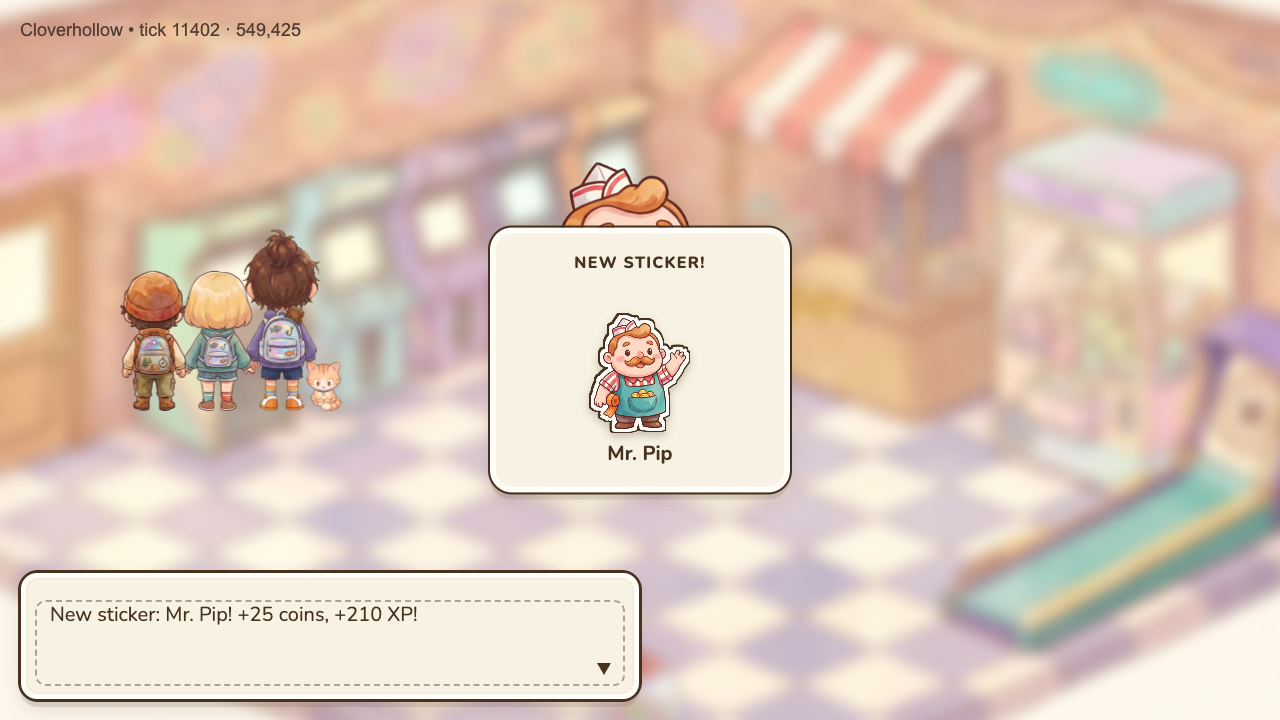 Cloverhollow • tick 11402 · 549,425
NEW STICKER!
Mr. Pip
New sticker: Mr. Pip! +25 coins, +210 XP!